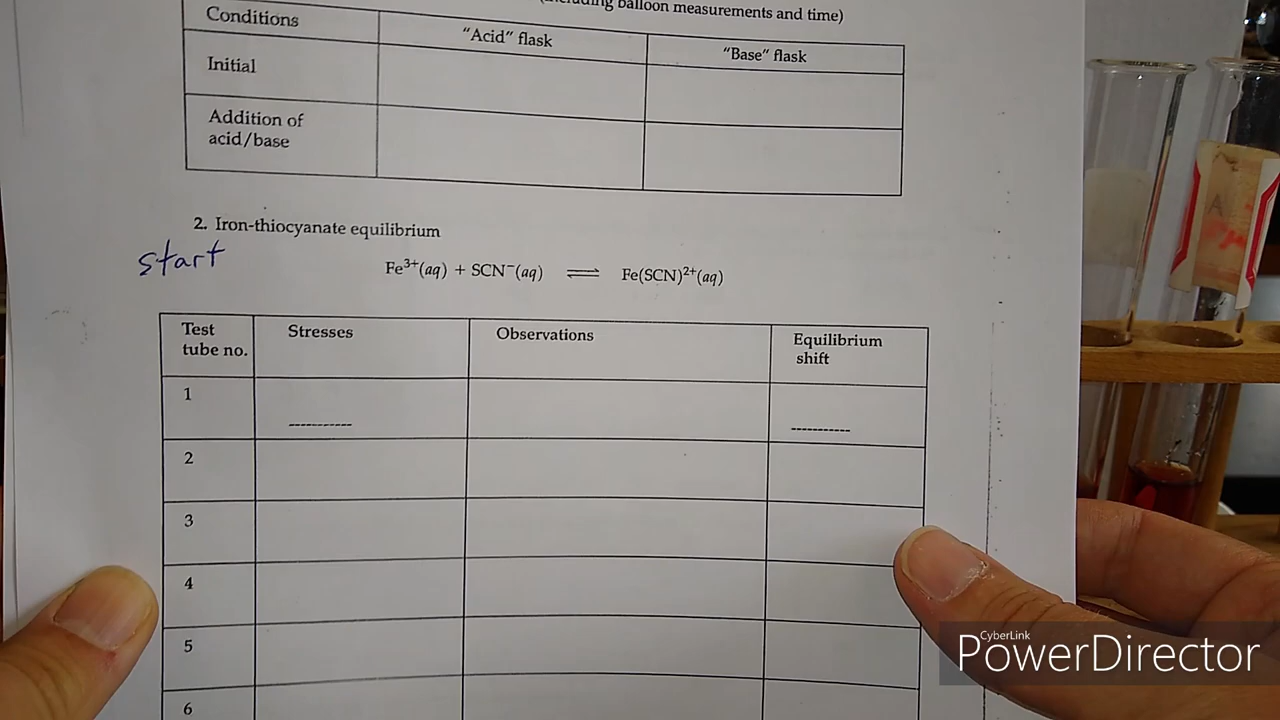 balloon measurements and time)
Conditions
"Acid" flask
"Base" flask
Initial
Addition of
acid/base
2. Iron-thiocyanate equilibrium
start
Fe³⁺(aq) + SCN⁻(aq) ⇌ Fe(SCN)²⁺(aq)
Test
tube no.
Stresses
Observations
Equilibrium
shift
1
-----------
-----------
2
3
4
5
6
A
CyberLink
PowerDirector